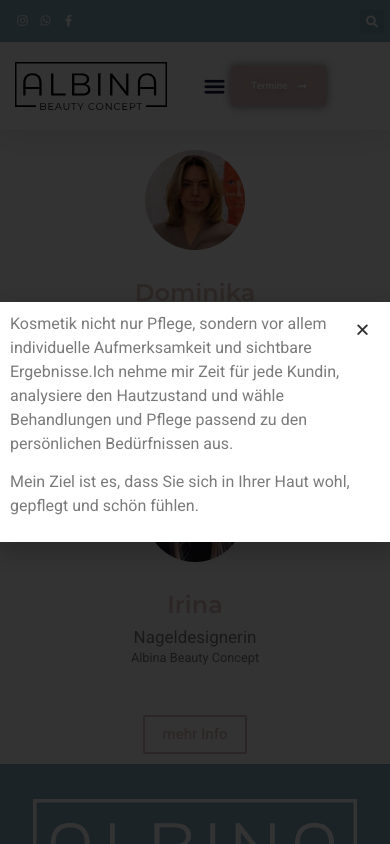 ALBINA
BEAUTY CONCEPT
Termine
Dominika
Kosmetik nicht nur Pflege, sondern vor allem
individuelle Aufmerksamkeit und sichtbare
Ergebnisse.Ich nehme mir Zeit für jede Kundin,
analysiere den Hautzustand und wähle
Behandlungen und Pflege passend zu den
persönlichen Bedürfnissen aus.
Mein Ziel ist es, dass Sie sich in Ihrer Haut wohl,
gepflegt und schön fühlen.
Irina
Nageldesignerin
Albina Beauty Concept
mehr Info
ALBINA